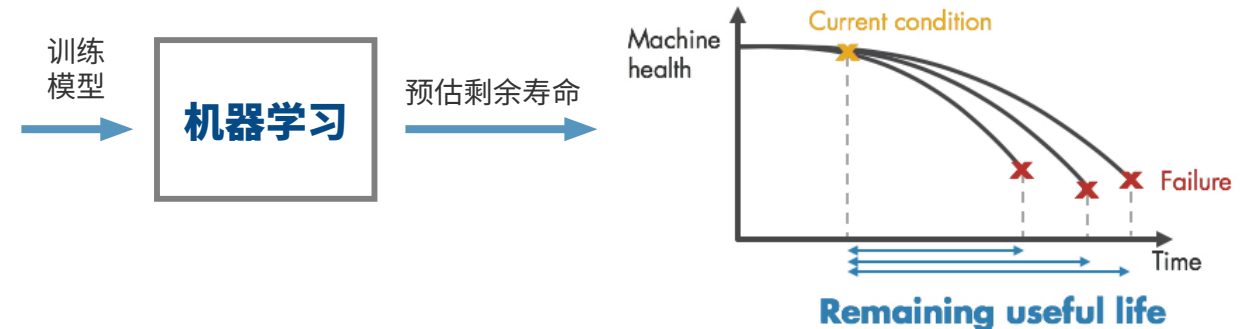 训练
模型
机器学习
预估剩余寿命
Machine
health
Current condition
Failure
Time
Remaining useful life